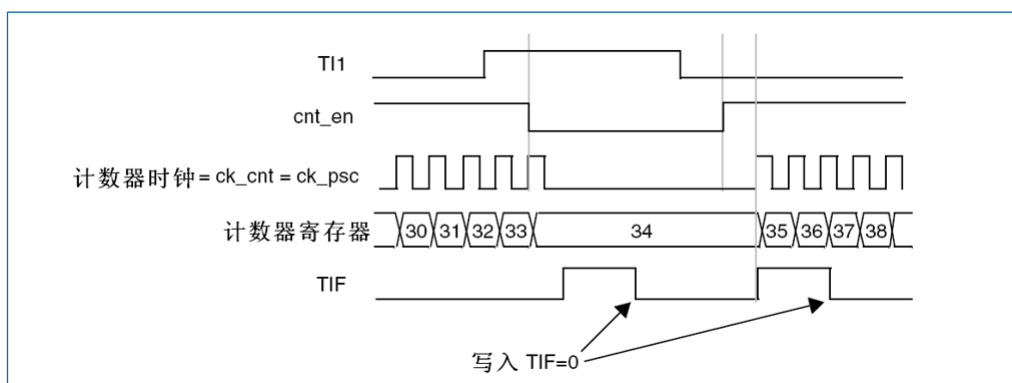 TI1
cnt_en
计数器时钟 = ck_cnt = ck_psc
计数器寄存器 30 31 32 33 34 35 36 37 38
TIF
写入 TIF=0